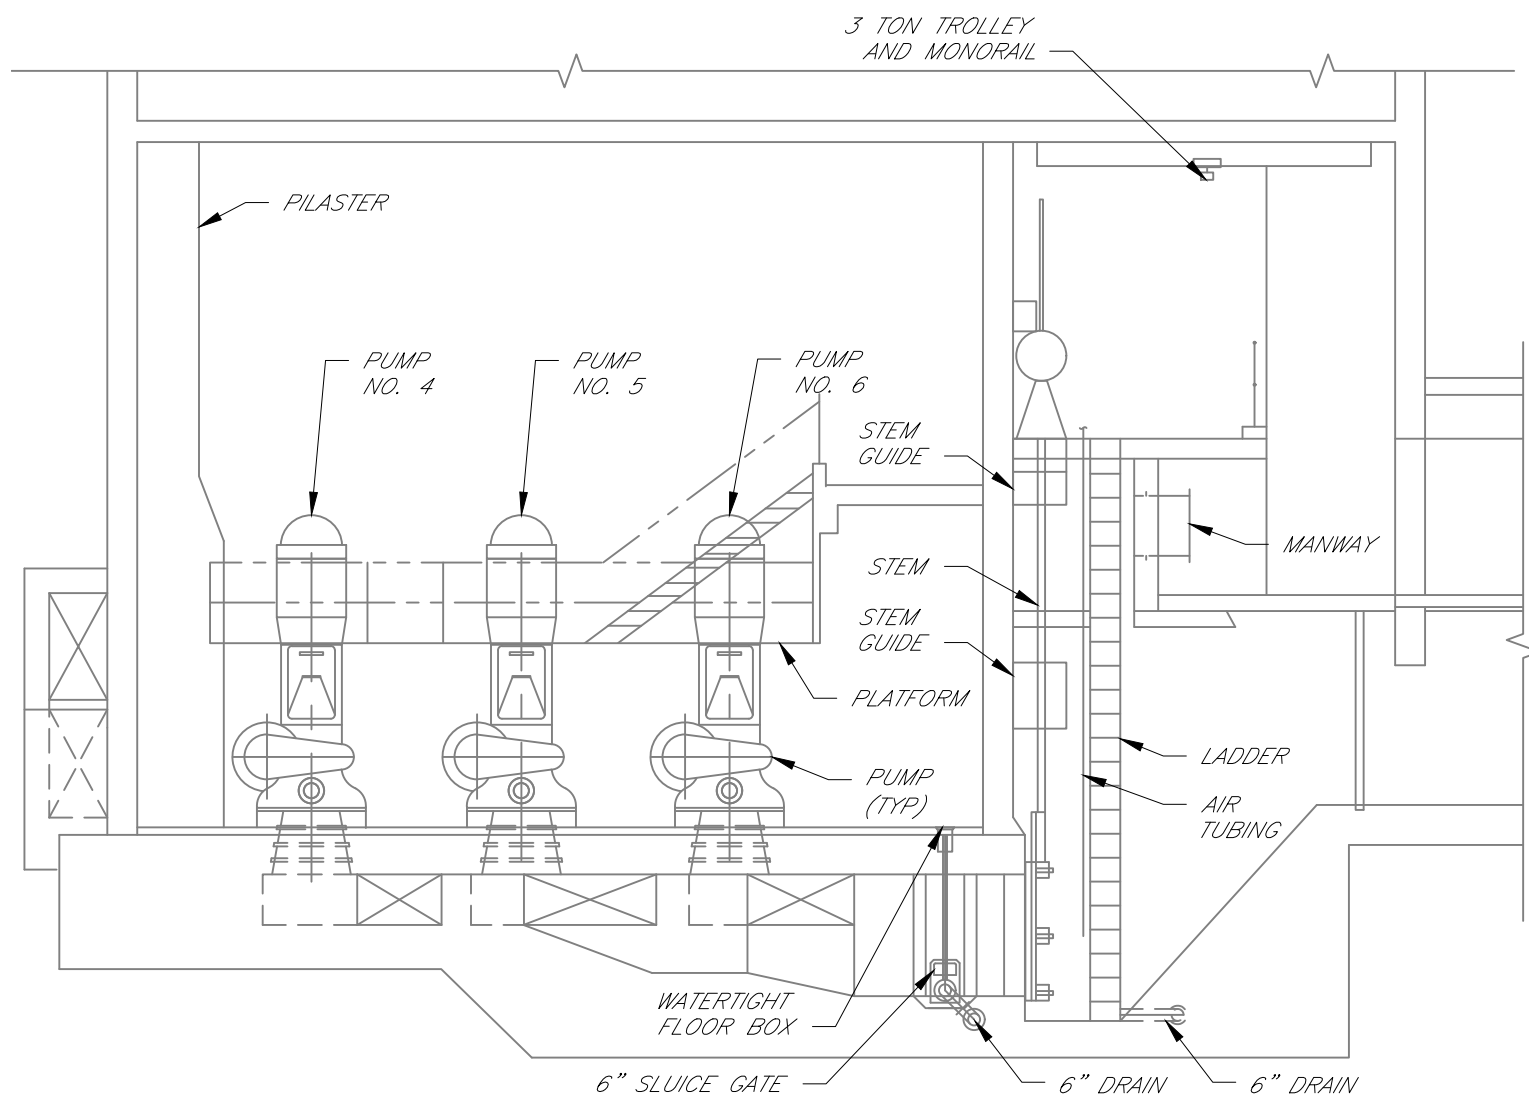 3 TON TROLLEY
AND MONORAIL
PILASTER
PUMP
NO. 4
PUMP
NO. 5
PUMP
NO. 6
STEM
GUIDE
MANWAY
STEM
STEM
GUIDE
PLATFORM
LADDER
PUMP
(TYP)
AIR
TUBING
WATERTIGHT
FLOOR BOX
6" SLUICE GATE
6" DRAIN
6" DRAIN